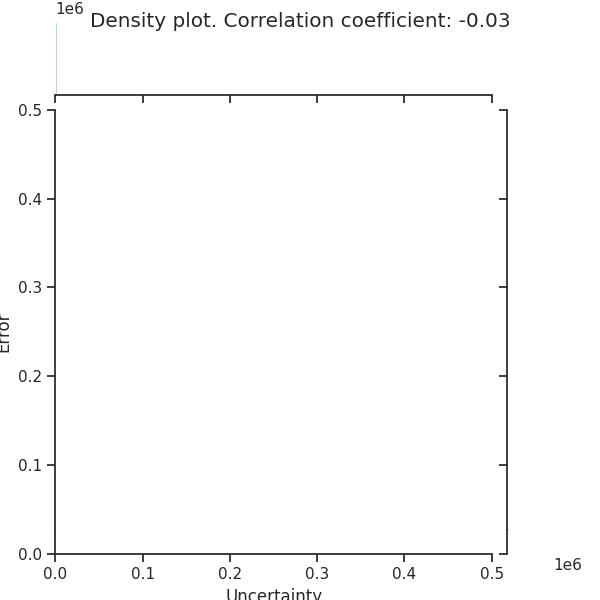 1e6
Density plot. Correlation coefficient: -0.03
0.5
0.4
0.3
Error
0.2
0.1
0.0
0.0 0.1 0.2 0.3 0.4 0.5
1e6
Uncertainty